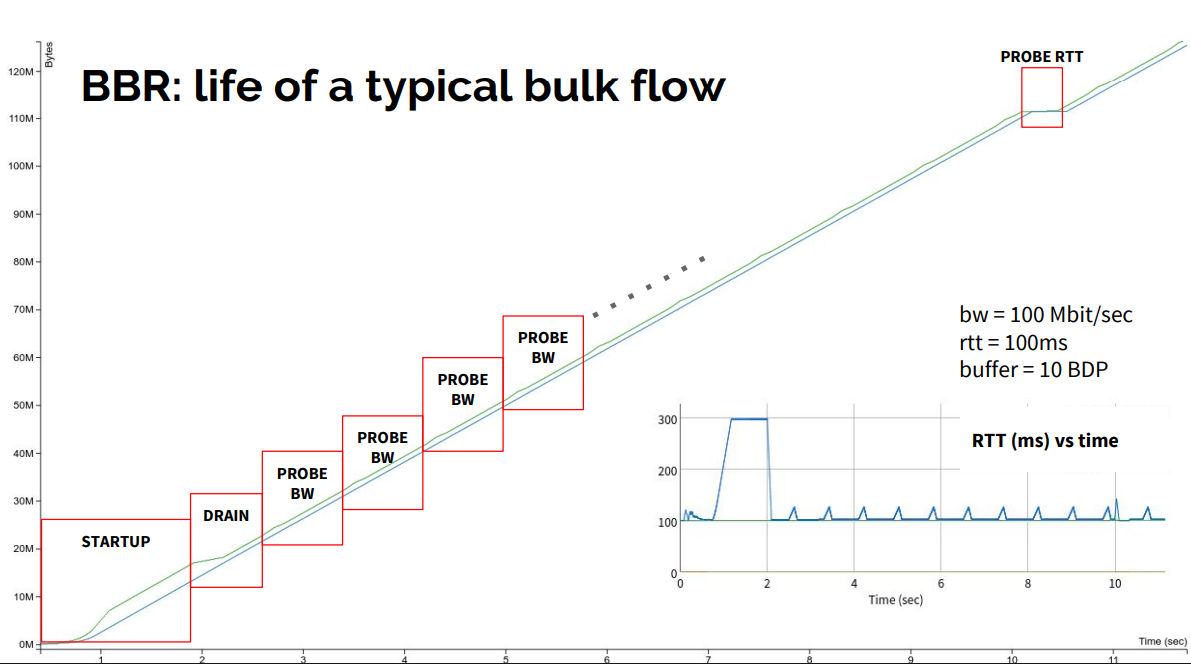 Bytes
BBR: life of a typical bulk flow
PROBE RTT
120M
110M
100M
90M
80M
70M
60M
50M
40M
30M
20M
10M
0M
STARTUP
DRAIN
PROBE
BW
PROBE
BW
PROBE
BW
PROBE
BW
bw = 100 Mbit/sec
rtt = 100ms
buffer = 10 BDP
RTT (ms) vs time
300
200
100
0
0 2 4 6 8 10
Time (sec)
Time (sec)
1 2 3 4 5 6 7 8 9 10 11